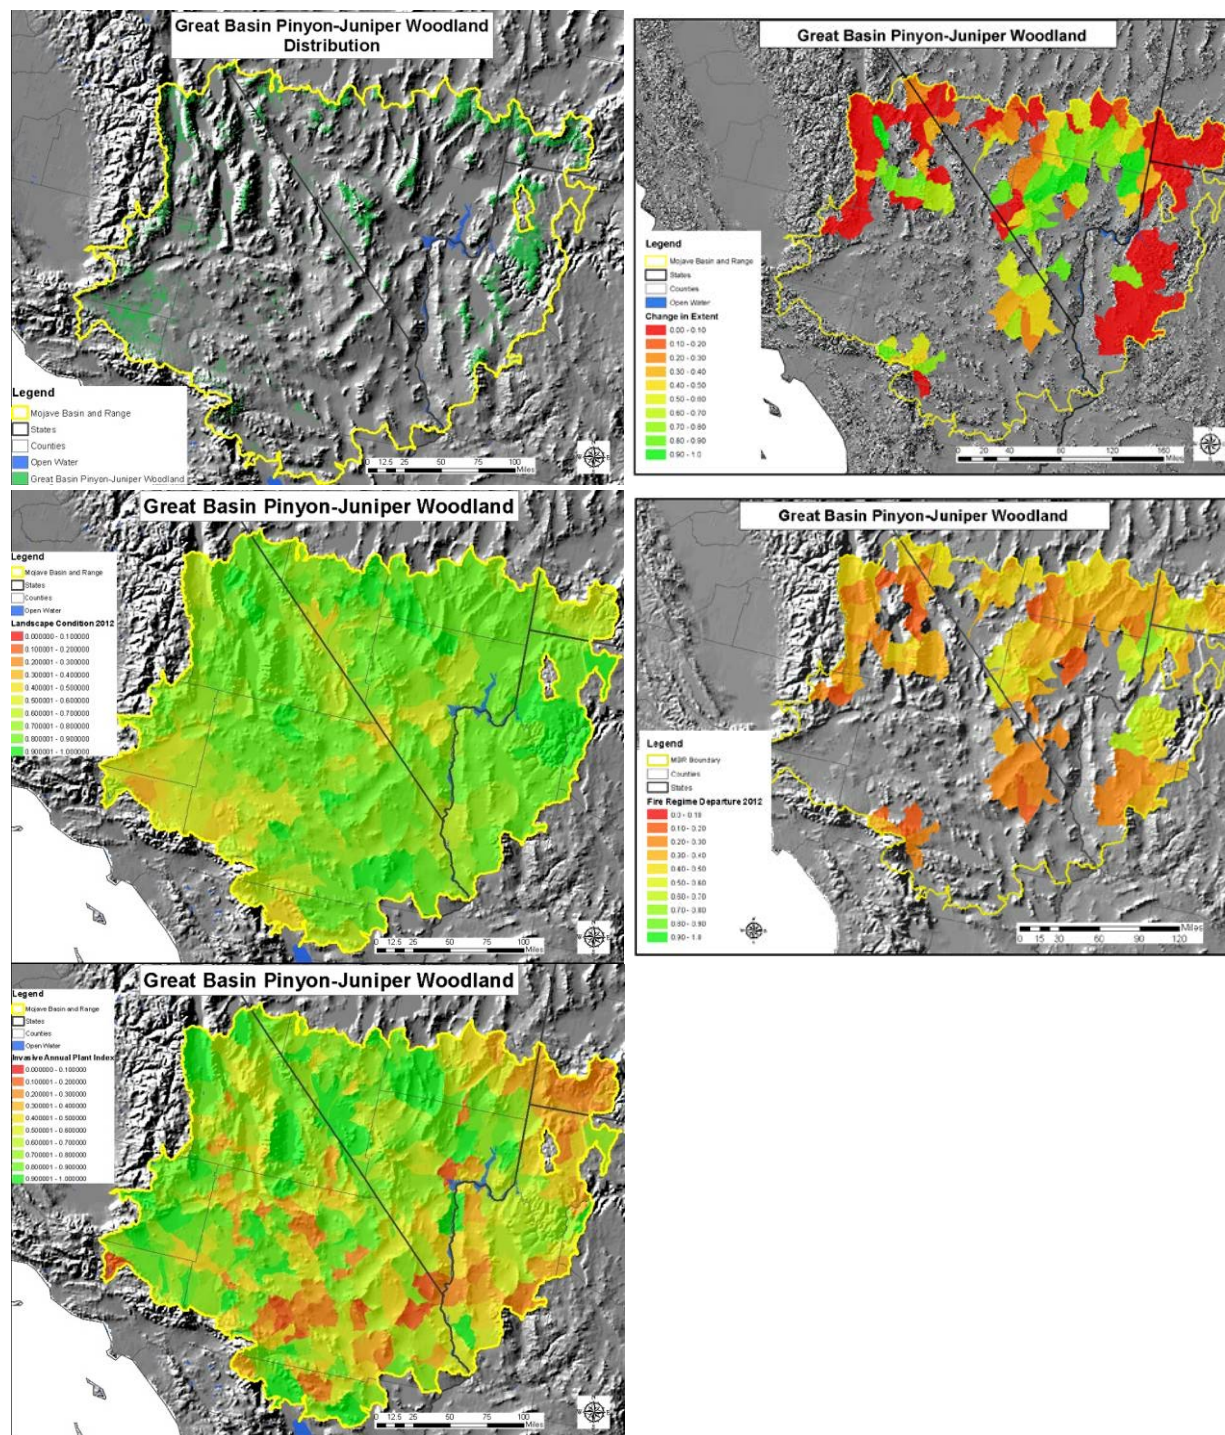 Great Basin Pinyon-Juniper Woodland
Distribution
Legend
Mojave Basin and Range
States
Counties
Open Water
Great Basin Pinyon-Juniper Woodland
0 12.5 25 50 75 100
Miles
Great Basin Pinyon-Juniper Woodland
Legend
Mojave Basin and Range
States
Counties
Open Water
Change in Extent
0.00 - 0.10
0.10 - 0.20
0.20 - 0.30
0.30 - 0.40
0.40 - 0.50
0.50 - 0.60
0.60 - 0.70
0.70 - 0.80
0.80 - 0.90
0.90 - 1.0
0 20 40 80 120 160
Miles
Great Basin Pinyon-Juniper Woodland
Legend
Mojave Basin and Range
States
Counties
Open Water
Landscape Condition 2012
0.000000 - 0.100000
0.100001 - 0.200000
0.200001 - 0.300000
0.300001 - 0.400000
0.400001 - 0.500000
0.500001 - 0.600000
0.600001 - 0.700000
0.700001 - 0.800000
0.800001 - 0.900000
0.900001 - 1.000000
0 12.5 25 50 75 100
Miles
Great Basin Pinyon-Juniper Woodland
Legend
MBR Boundary
Counties
States
Fire Regime Departure 2012
0.0 - 0.10
0.10 - 0.20
0.20 - 0.30
0.30 - 0.40
0.40 - 0.50
0.50 - 0.60
0.60 - 0.70
0.70 - 0.80
0.80 - 0.90
0.90 - 1.0
0 15 30 60 90 120
Miles
Great Basin Pinyon-Juniper Woodland
Legend
Mojave Basin and Range
States
Counties
Open Water
Invasive Annual Plant Index
0.000000 - 0.100000
0.100001 - 0.200000
0.200001 - 0.300000
0.300001 - 0.400000
0.400001 - 0.500000
0.500001 - 0.600000
0.600001 - 0.700000
0.700001 - 0.800000
0.800001 - 0.900000
0.900001 - 1.000000
0 12.5 25 50 75 100
Miles